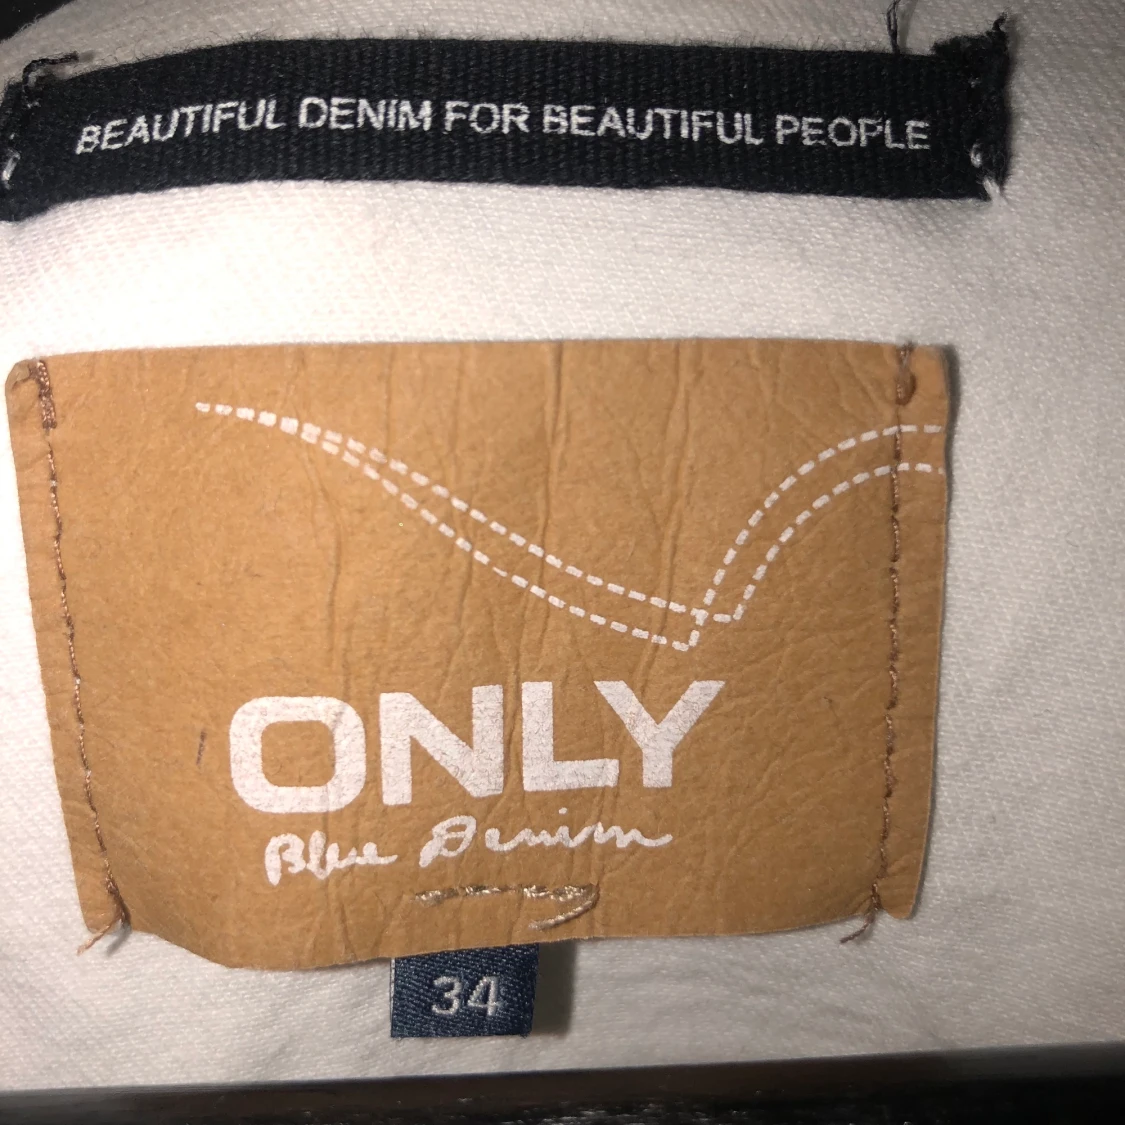 BEAUTIFUL DENIM FOR BEAUTIFUL PEOPLE
ONLY
Blue Denim
34